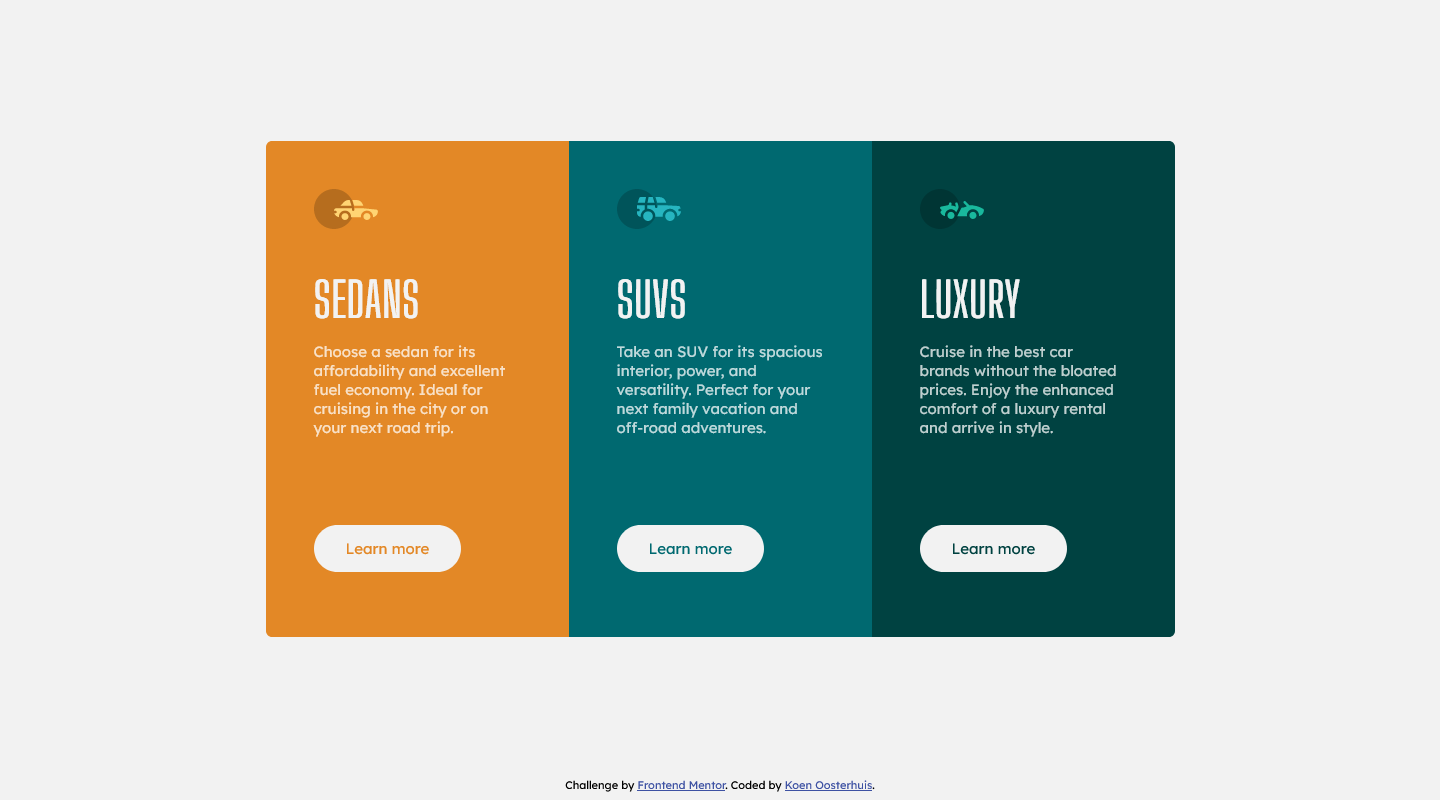 SEDANS
Choose a sedan for its
affordability and excellent
fuel economy. Ideal for
cruising in the city or on
your next road trip.
Learn more
SUVS
Take an SUV for its spacious
interior, power, and
versatility. Perfect for your
next family vacation and
off-road adventures.
Learn more
LUXURY
Cruise in the best car
brands without the bloated
prices. Enjoy the enhanced
comfort of a luxury rental
and arrive in style.
Learn more
Challenge by Frontend Mentor. Coded by Koen Oosterhuis.